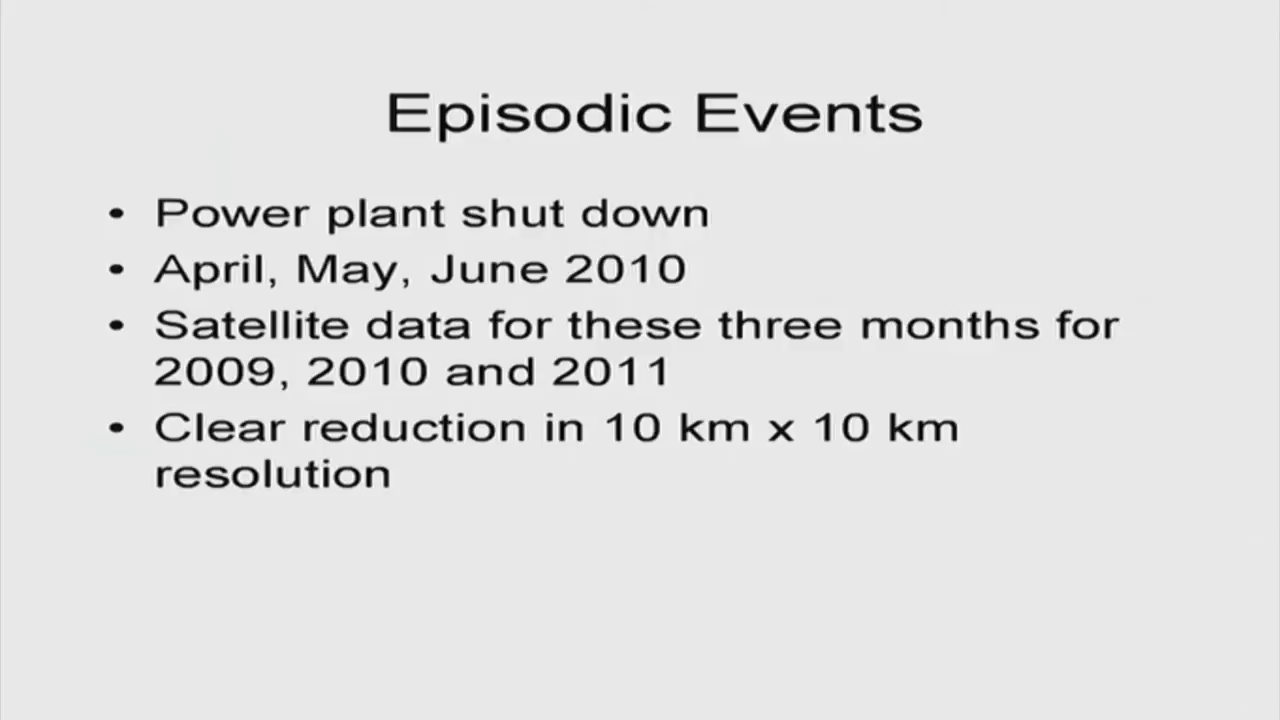 Episodic Events
• Power plant shut down
• April, May, June 2010
• Satellite data for these three months for
2009, 2010 and 2011
• Clear reduction in 10 km x 10 km
resolution